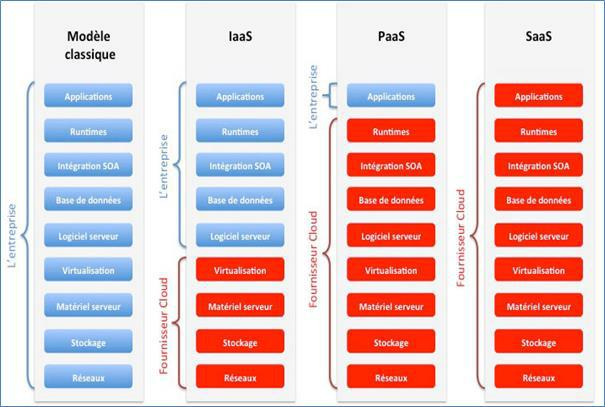 Modèle
classique
L'entreprise
Applications
Runtimes
Intégration SOA
Base de données
Logiciel serveur
Virtualisation
Matériel serveur
Stockage
Réseaux
IaaS
L'entreprise
Fournisseur Cloud
Applications
Runtimes
Intégration SOA
Base de données
Logiciel serveur
Virtualisation
Matériel serveur
Stockage
Réseaux
PaaS
L'entreprise
Fournisseur Cloud
Applications
Runtimes
Intégration SOA
Base de données
Logiciel serveur
Virtualisation
Matériel serveur
Stockage
Réseaux
SaaS
Fournisseur Cloud
Applications
Runtimes
Intégration SOA
Base de données
Logiciel serveur
Virtualisation
Matériel serveur
Stockage
Réseaux